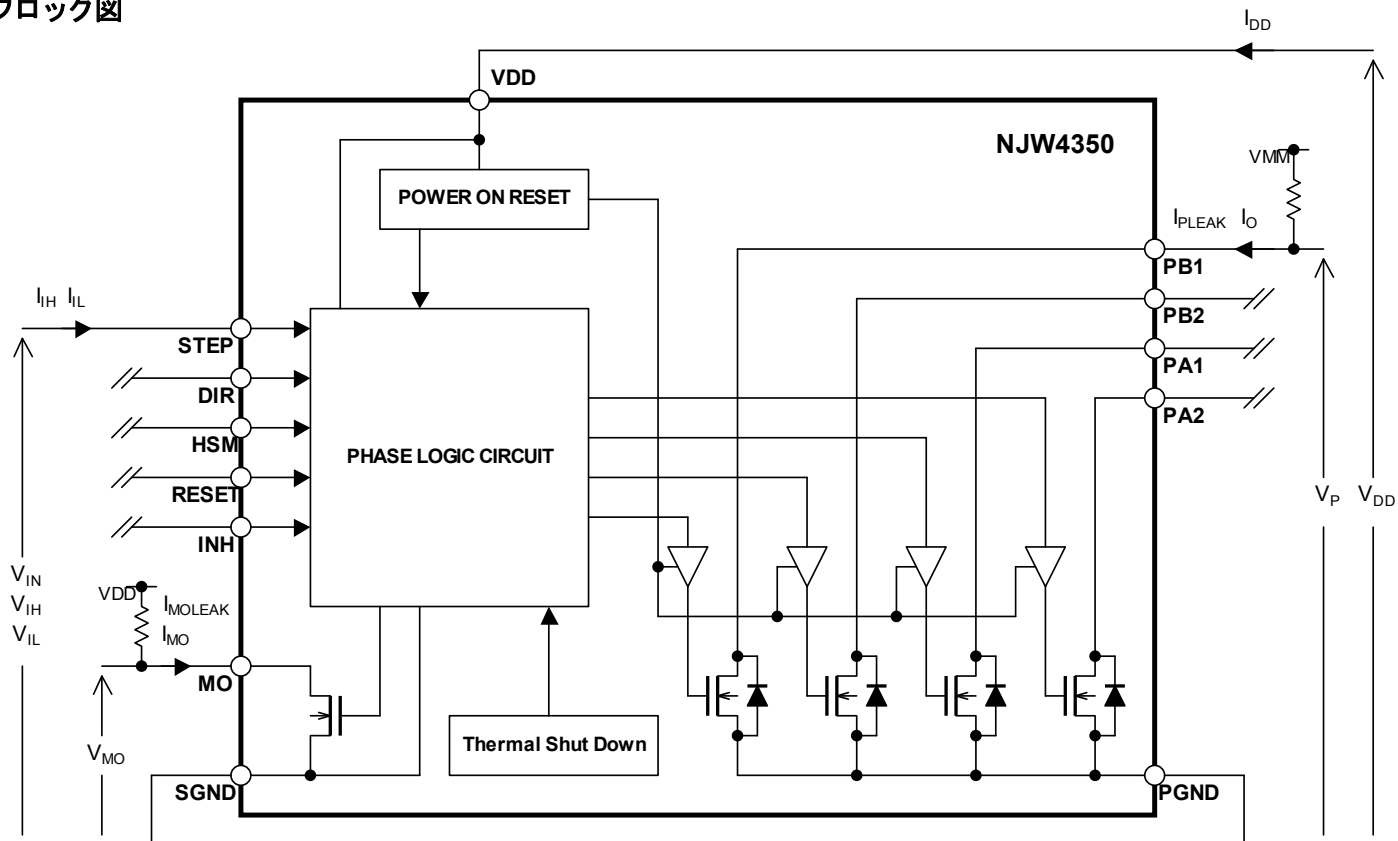 ブロック図
IDD
VDD
NJW4350
VMM
POWER ON RESET
IPLEAK IO
PB1
IIH IIL
PB2
STEP
PA1
DIR
PA2
HSM
PHASE LOGIC CIRCUIT
RESET
VP VDD
INH
VIN
VDD
IMOLEAK
VIH
VIL
IMO
MO
Thermal Shut Down
VMO
SGND
PGND